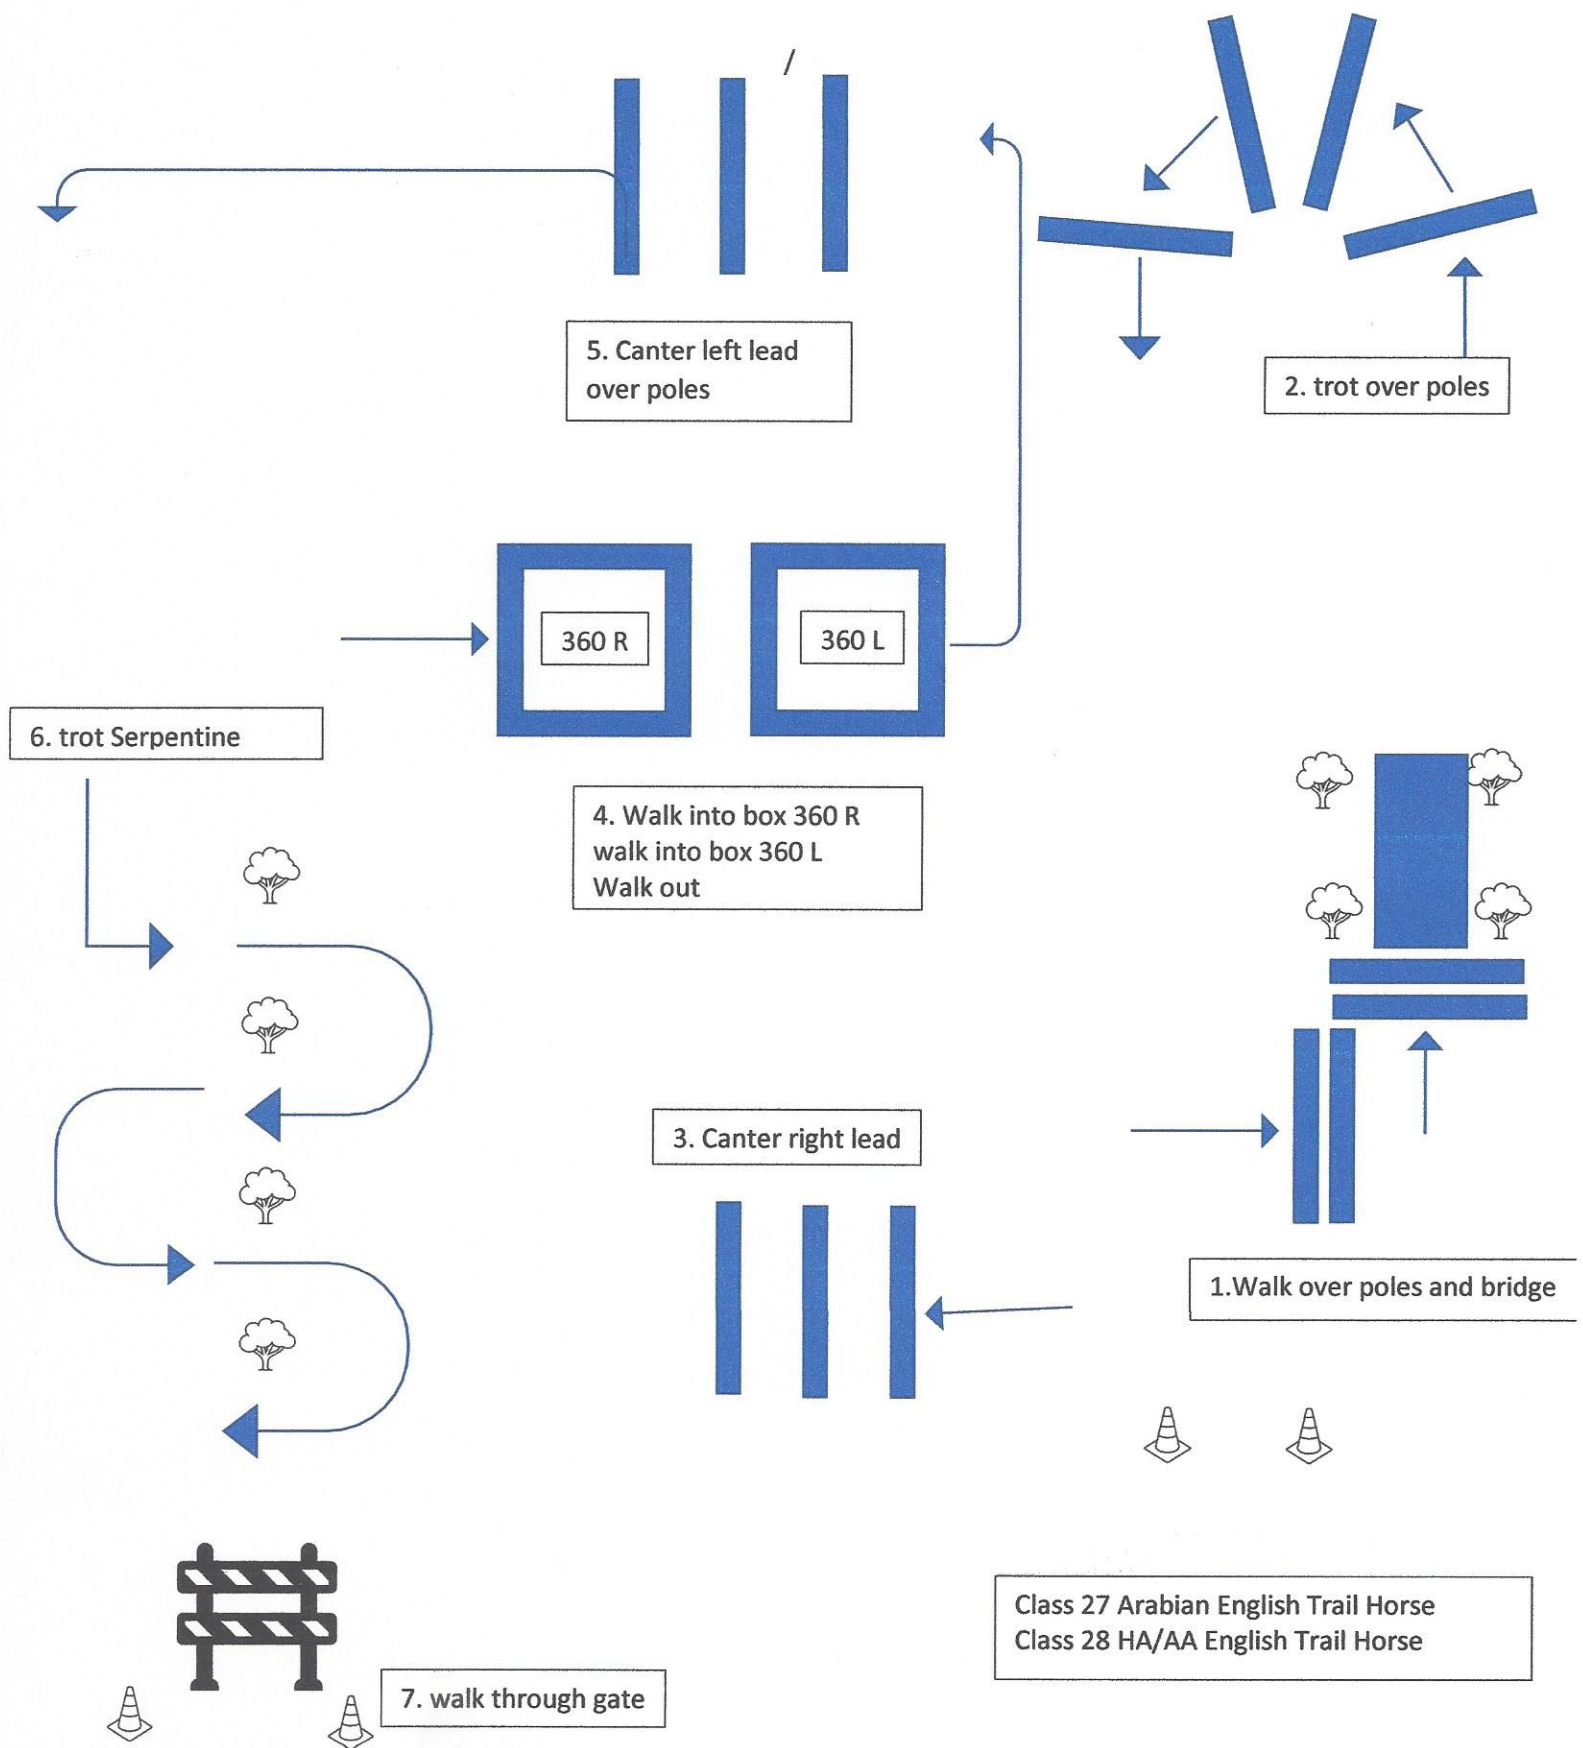 /
5. Canter left lead
over poles
2. trot over poles
360 R
360 L
6. trot Serpentine
4. Walk into box 360 R
walk into box 360 L
Walk out
3. Canter right lead
1.Walk over poles and bridge
Class 27 Arabian English Trail Horse
Class 28 HA/AA English Trail Horse
7. walk through gate